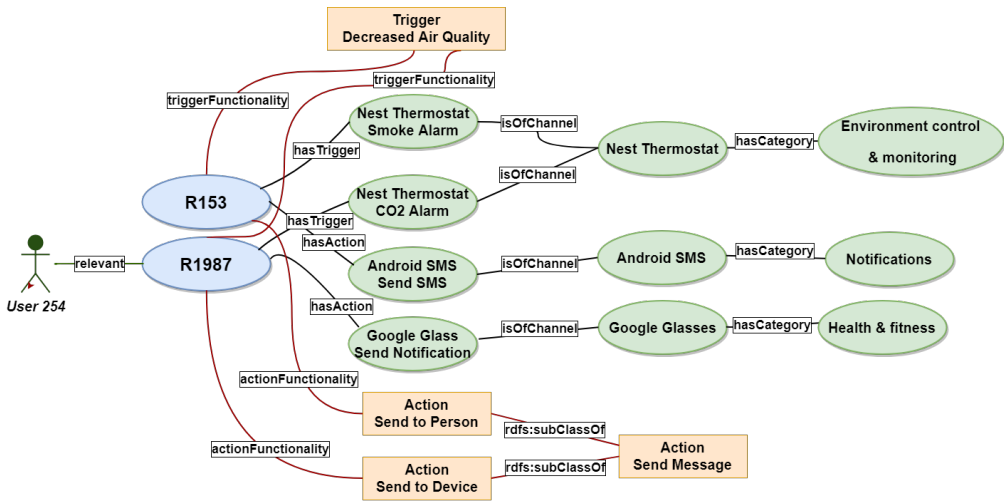 Trigger
Decreased Air Quality
triggerFunctionality
triggerFunctionality
Nest Thermostat
Smoke Alarm
isOfChannel
hasTrigger
Nest Thermostat
hasCategory
Environment control
& monitoring
isOfChannel
R153
Nest Thermostat
CO2 Alarm
hasTrigger
hasAction
relevant
R1987
User 254
Android SMS
Send SMS
isOfChannel
Android SMS
hasCategory
Notifications
hasAction
Google Glass
Send Notification
isOfChannel
Google Glasses
hasCategory
Health & fitness
actionFunctionality
Action
Send to Person
rdfs:subClassOf
actionFunctionality
Action
Send Message
rdfs:subClassOf
Action
Send to Device